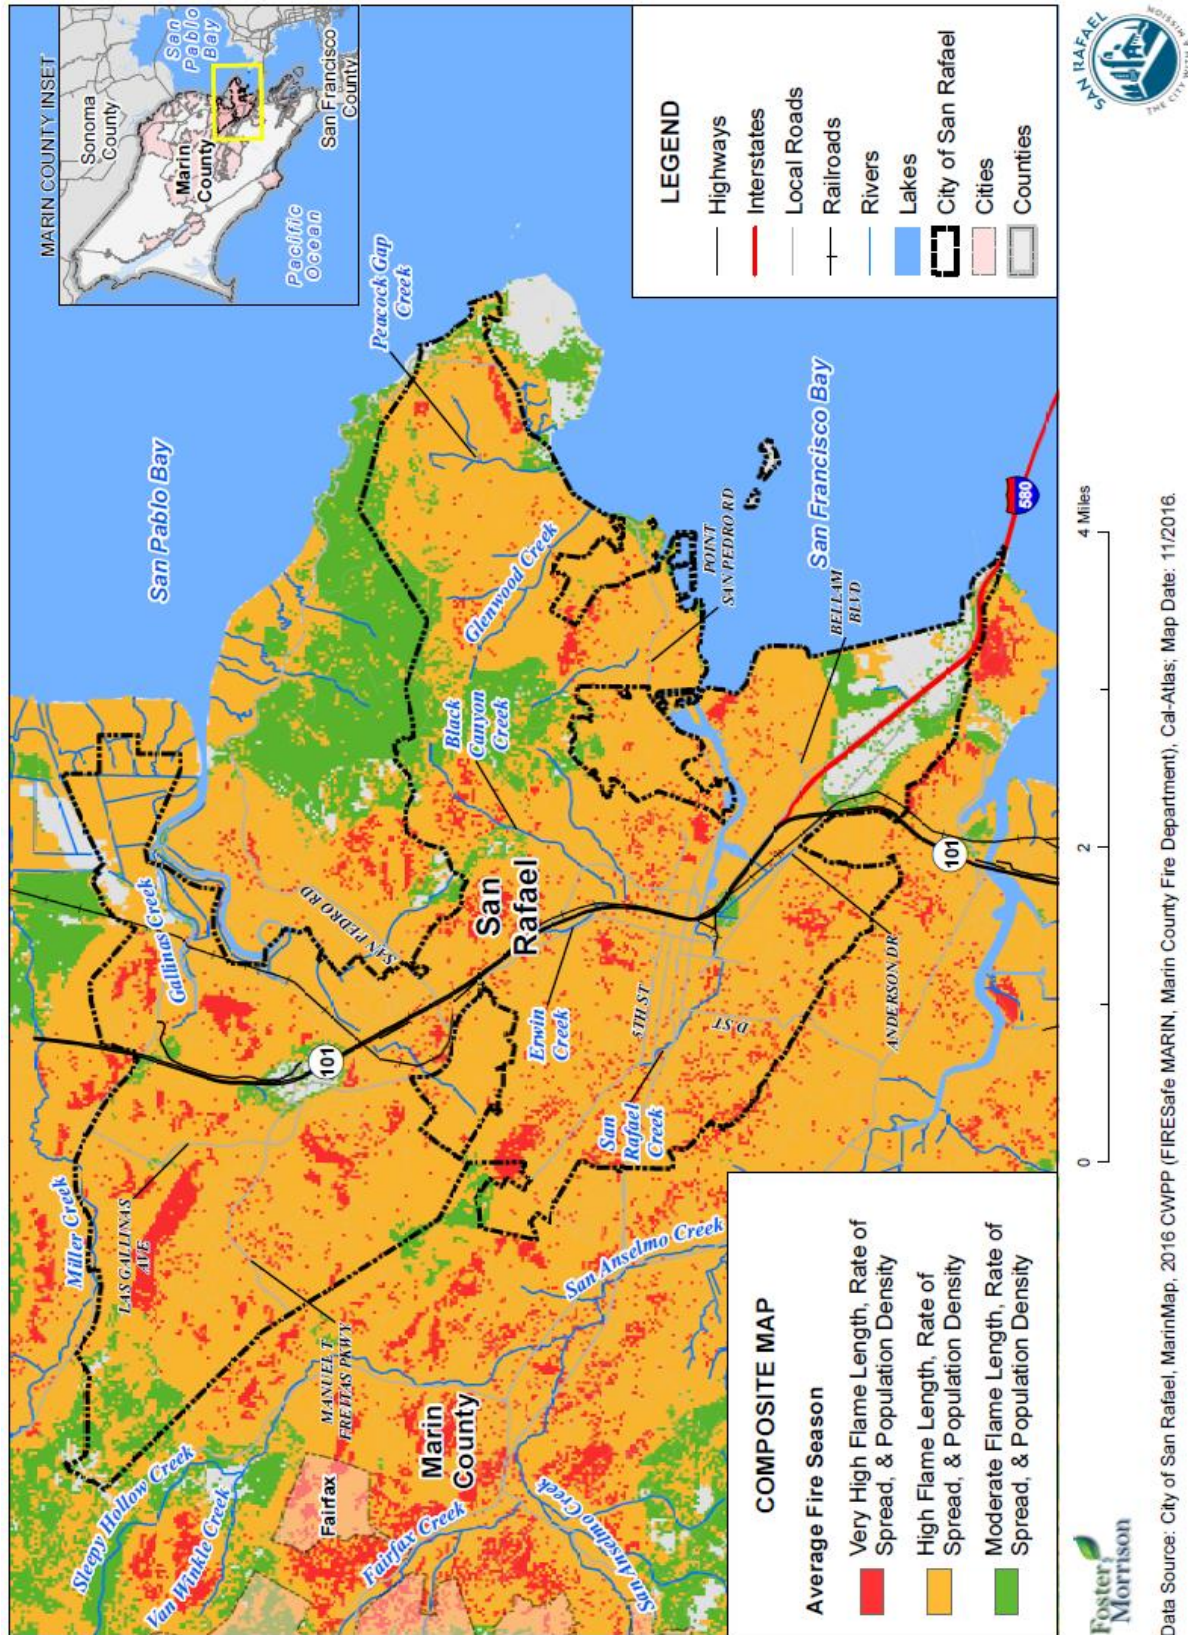 MARIN COUNTY INSET
Sonoma
County
San
Pablo
Bay
Marin
County
Pacific
Ocean
San Francisco
County
San Pablo Bay
Peacock Gap
Creek
Glenwood Creek
Black
Canyon
Creek
Gallinas Creek
SAN PEDRO RD
POINT
SAN PEDRO RD
San Francisco Bay
San
Rafael
BELLAM
BLVD
580
101
Miller Creek
LAS GALLINAS
AVE
Erwin
Creek
5TH ST
D ST
ANDERSON DR
101
San
Rafael
Creek
San Anselmo Creek
MANUEL T
FREITAS PKWY
Sleepy Hollow Creek
Van Winkle Creek
Fairfax
Marin
County
Fairfax Creek
San Anselmo Creek
LEGEND
Highways
Interstates
Local Roads
Railroads
Rivers
Lakes
City of San Rafael
Cities
Counties
COMPOSITE MAP
Average Fire Season
Very High Flame Length, Rate of
Spread, & Population Density
High Flame Length, Rate of
Spread, & Population Density
Moderate Flame Length, Rate of
Spread, & Population Density
0 2 4 Miles
Foster
Morrison
SAN RAFAEL
THE CITY WITH A MISSION
Data Source: City of San Rafael, MarinMap, 2016 CWPP (FIRESafe MARIN, Marin County Fire Department), Cal-Atlas; Map Date: 11/2016.